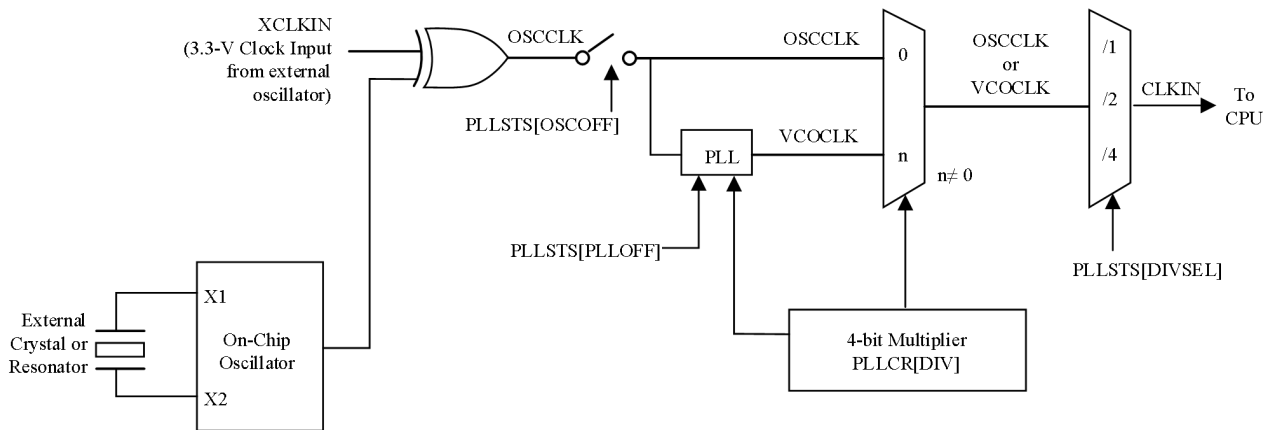 XCLKIN
(3.3-V Clock Input
from external
oscillator)
OSCCLK
PLLSTS[OSCOFF]
OSCCLK
0
OSCCLK
or
VCOCLK
/1
/2
/4
CLKIN
To
CPU
PLL
VCOCLK
n
n≠ 0
PLLSTS[PLLOFF]
PLLSTS[DIVSEL]
External
Crystal or
Resonator
X1
On-Chip
Oscillator
X2
4-bit Multiplier
PLLCR[DIV]